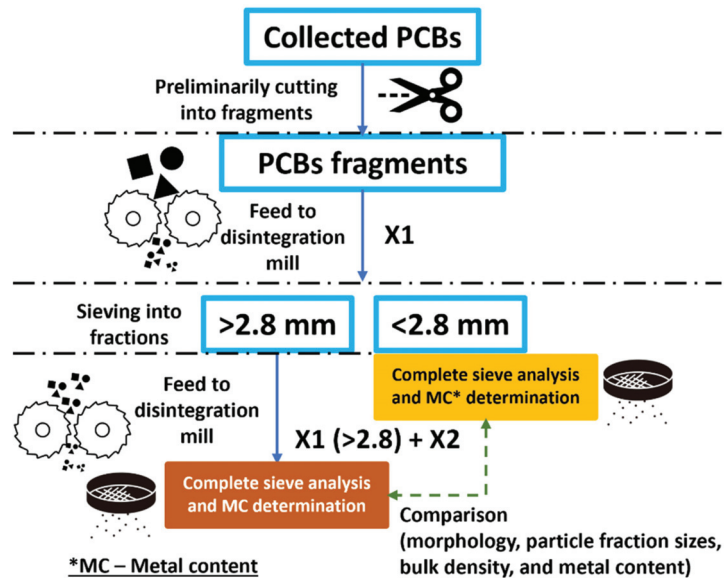 Collected PCBs
Preliminarily cutting
into fragments
PCBs fragments
Feed to
disintegration
mill
X1
Sieving into
fractions
>2.8 mm
<2.8 mm
Complete sieve analysis
and MC* determination
Feed to
disintegration
mill
X1 (>2.8) + X2
Complete sieve analysis
and MC determination
Comparison
(morphology, particle fraction sizes,
bulk density, and metal content)
*MC – Metal content